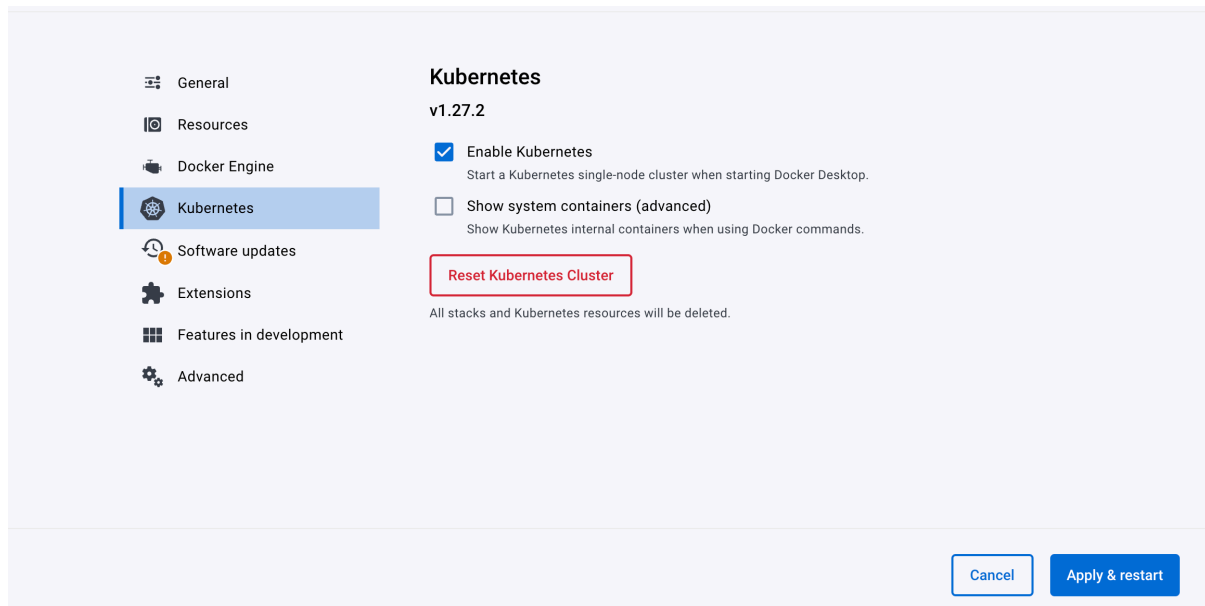 General
Resources
Docker Engine
Kubernetes
Software updates
Extensions
Features in development
Advanced
Kubernetes
v1.27.2
Enable Kubernetes
Start a Kubernetes single-node cluster when starting Docker Desktop.
Show system containers (advanced)
Show Kubernetes internal containers when using Docker commands.
Reset Kubernetes Cluster
All stacks and Kubernetes resources will be deleted.
Cancel
Apply & restart